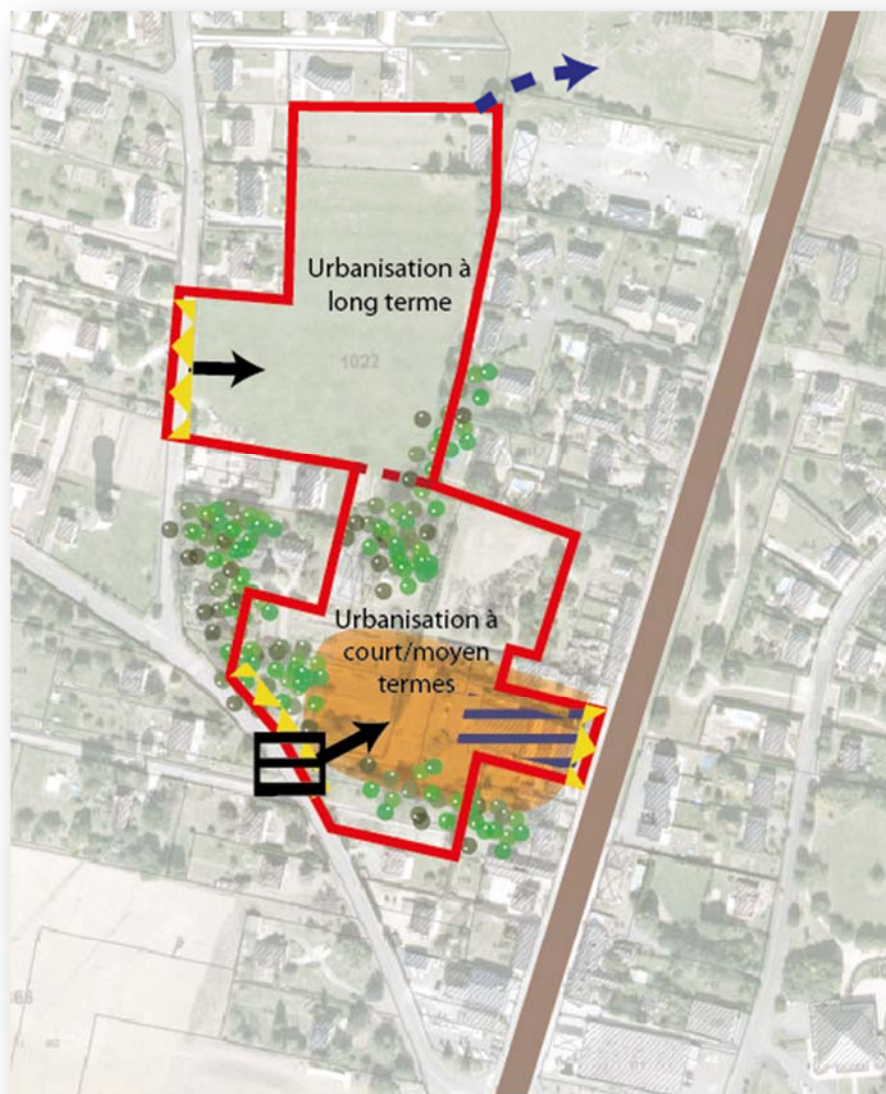 Urbanisation à
long terme
1022
Urbanisation à
court/moyen
termes